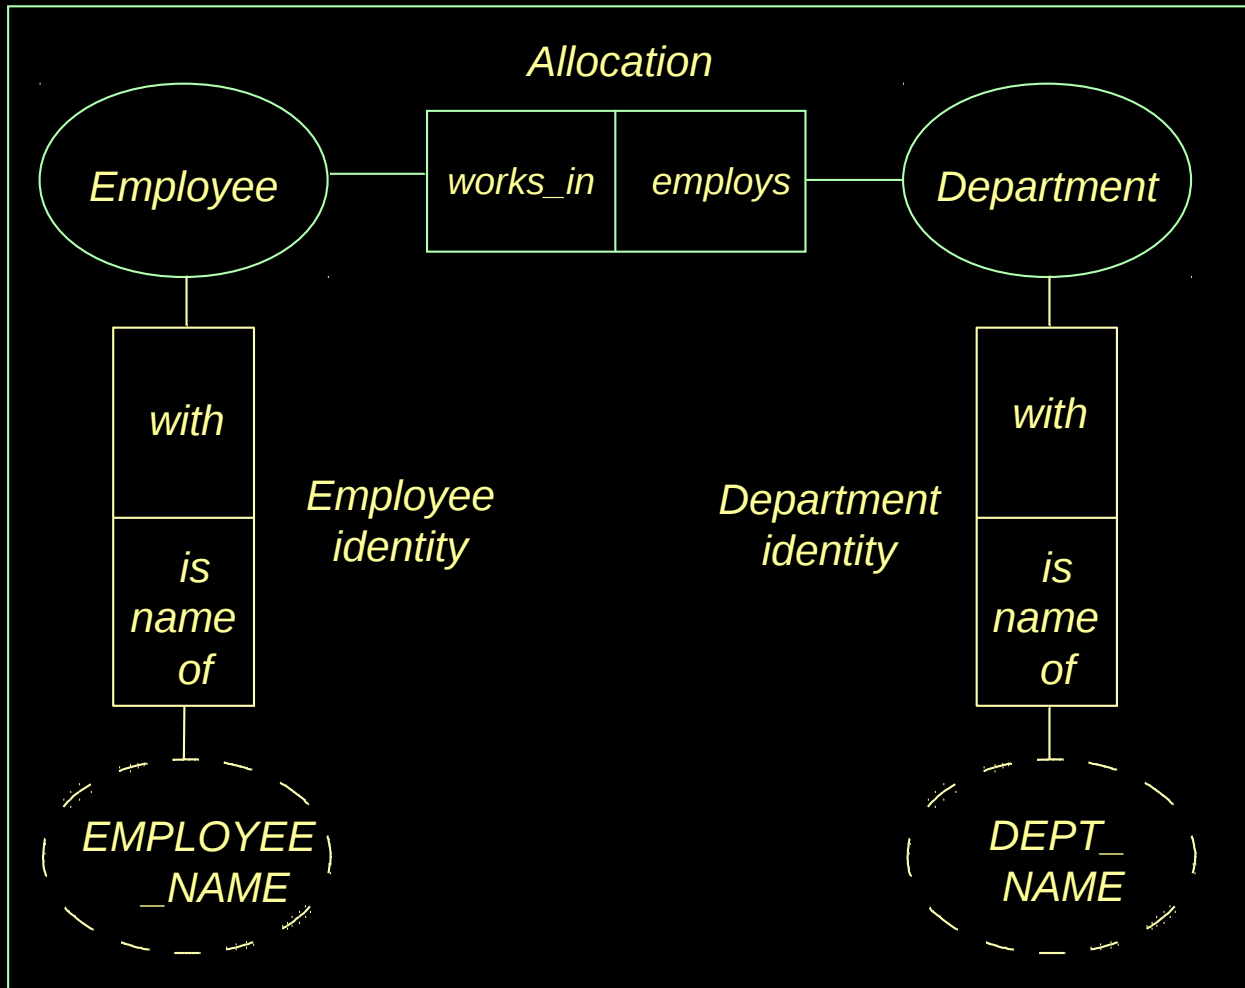 Allocation
Employee
works_in
employs
Department
with
with
Employee
identity
Department
identity
is
name
of
is
name
of
EMPLOYEE
_NAME
DEPT_
NAME